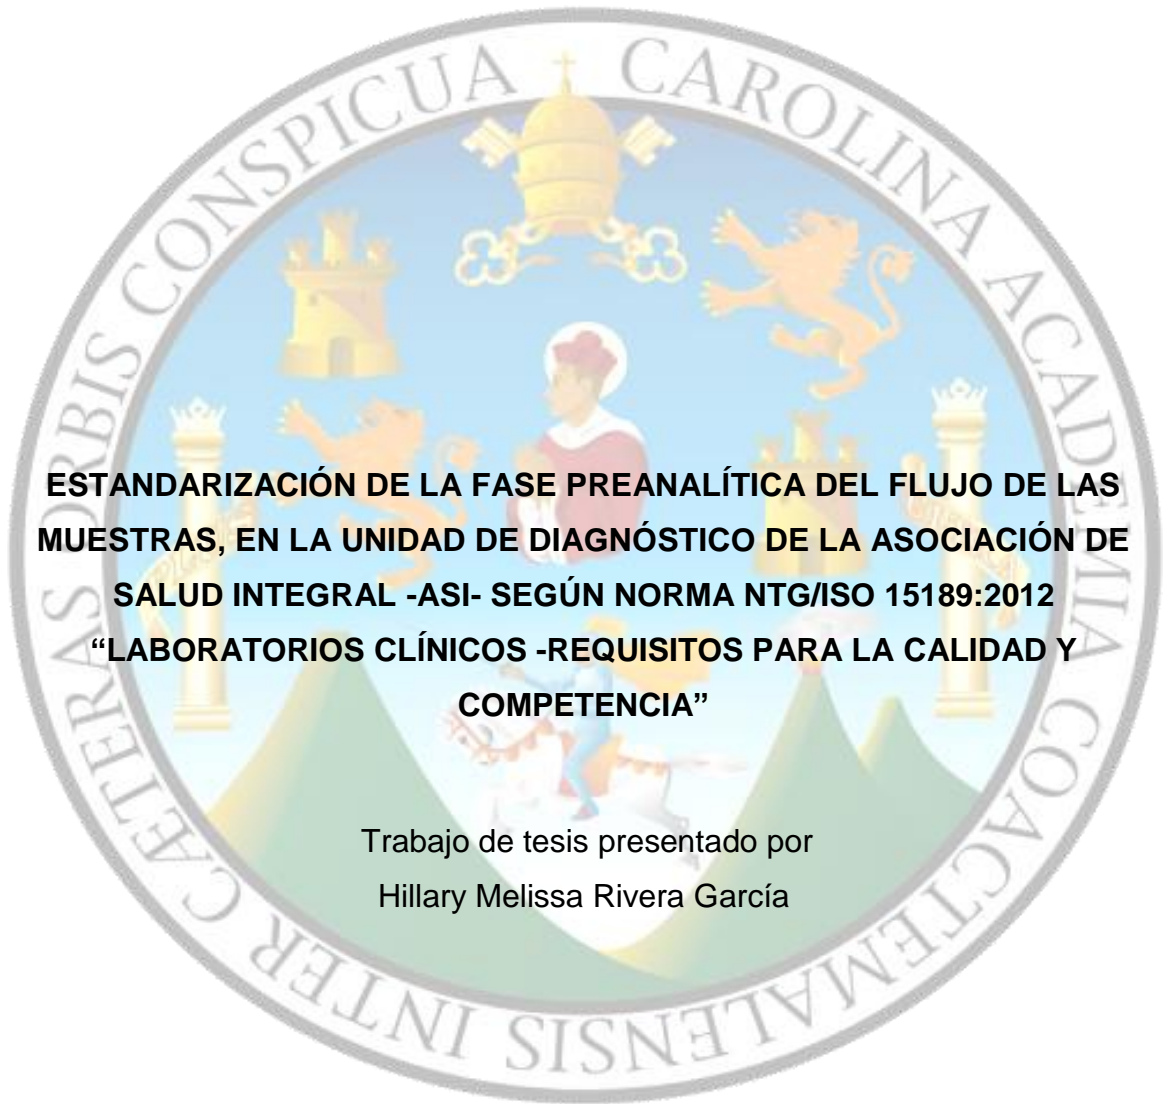 CAROLINA ACADEMIA COACTEMALENSIS INTER CÆTERAS ORBIS CONSPICUA
ESTANDARIZACIÓN DE LA FASE PREANALÍTICA DEL FLUJO DE LAS
MUESTRAS, EN LA UNIDAD DE DIAGNÓSTICO DE LA ASOCIACIÓN DE
SALUD INTEGRAL -ASI- SEGÚN NORMA NTG/ISO 15189:2012
“LABORATORIOS CLÍNICOS -REQUISITOS PARA LA CALIDAD Y
COMPETENCIA”
Trabajo de tesis presentado por
Hillary Melissa Rivera García